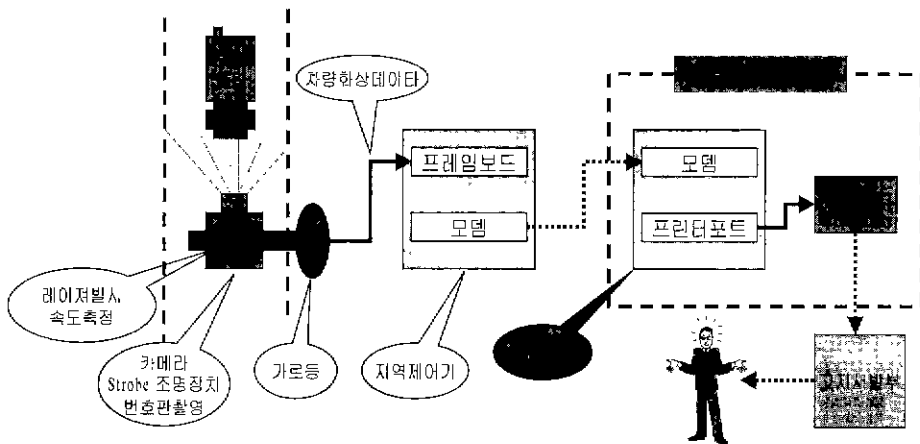 차량화상데이타
프레임보드
모뎀
모뎀
프린터포트
레이져발사
속도측정
카메라
Strobe 조명장치
번호판촬영
가로등
지역제어기